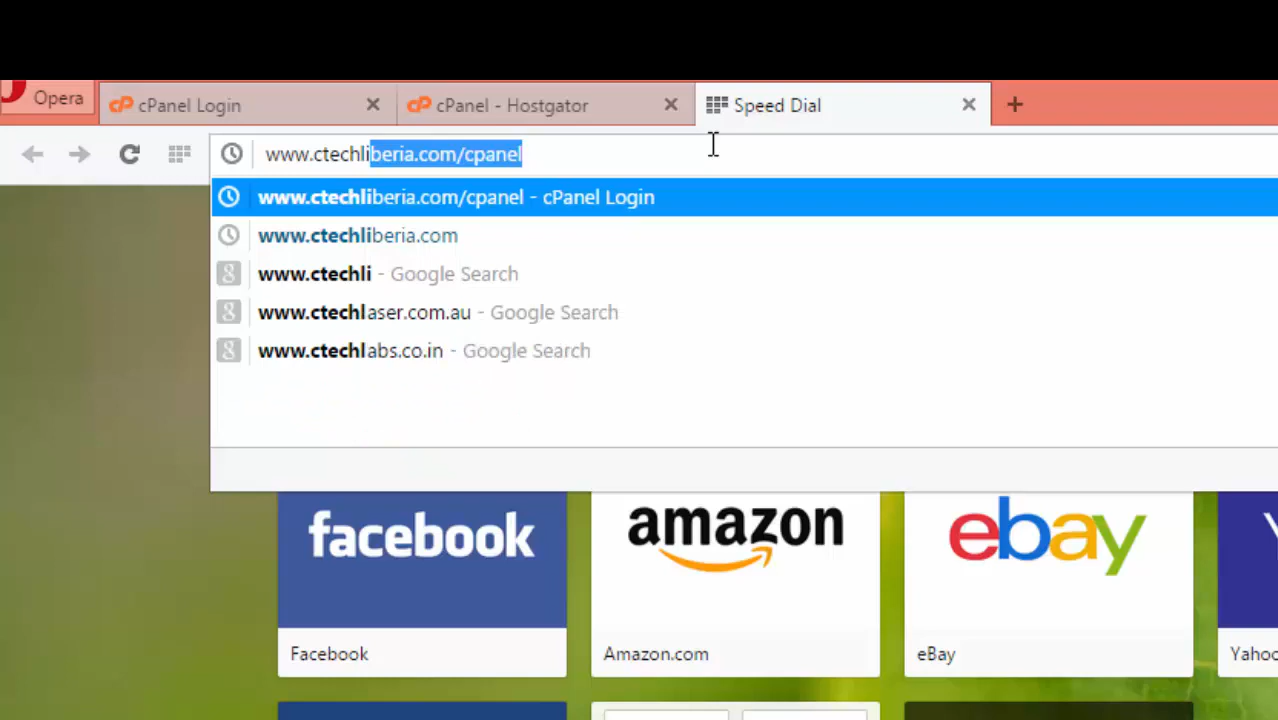 Opera
cPanel Login
cPanel - Hostgator
Speed Dial
www.ctechliberia.com/cpanel
www.ctechliberia.com/cpanel - cPanel Login
www.ctechliberia.com
www.ctechli - Google Search
www.ctechlaser.com.au - Google Search
www.ctechlabs.co.in - Google Search
facebook
amazon
ebay
Facebook
Amazon.com
eBay
Yahoo